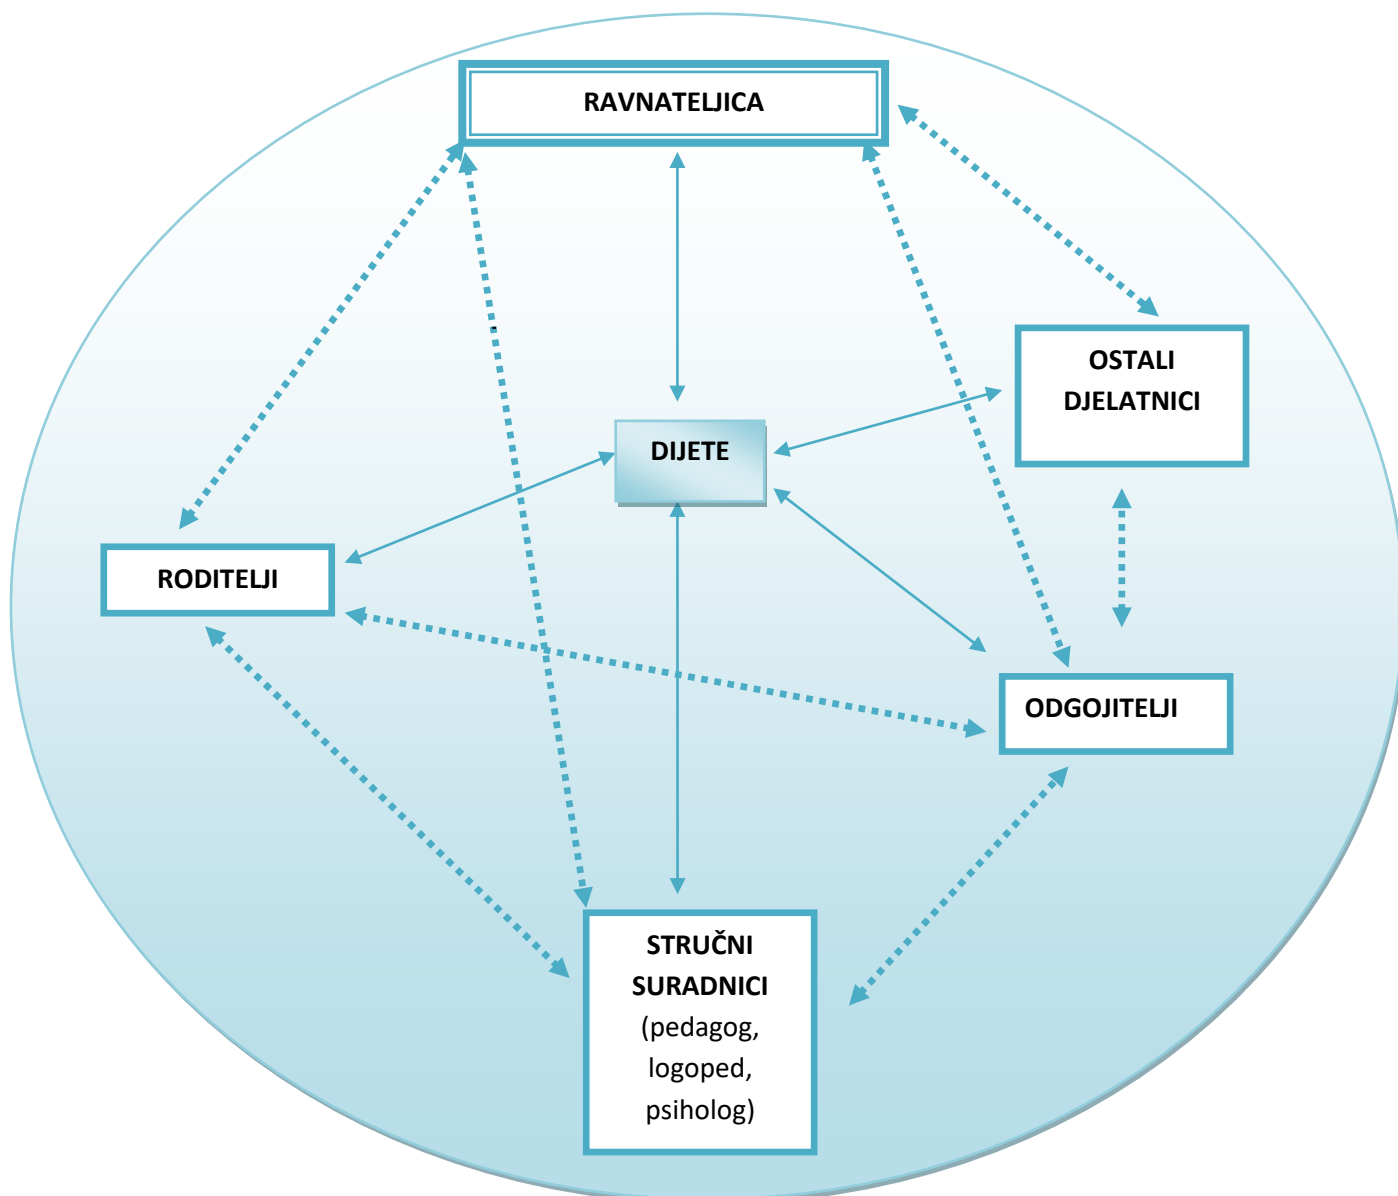 RAVNATELJICA
OSTALI
DJELATNICI
DIJETE
RODITELJI
ODGOJITELJI
STRUČNI
SURADNICI
(pedagog,
logoped,
psiholog)